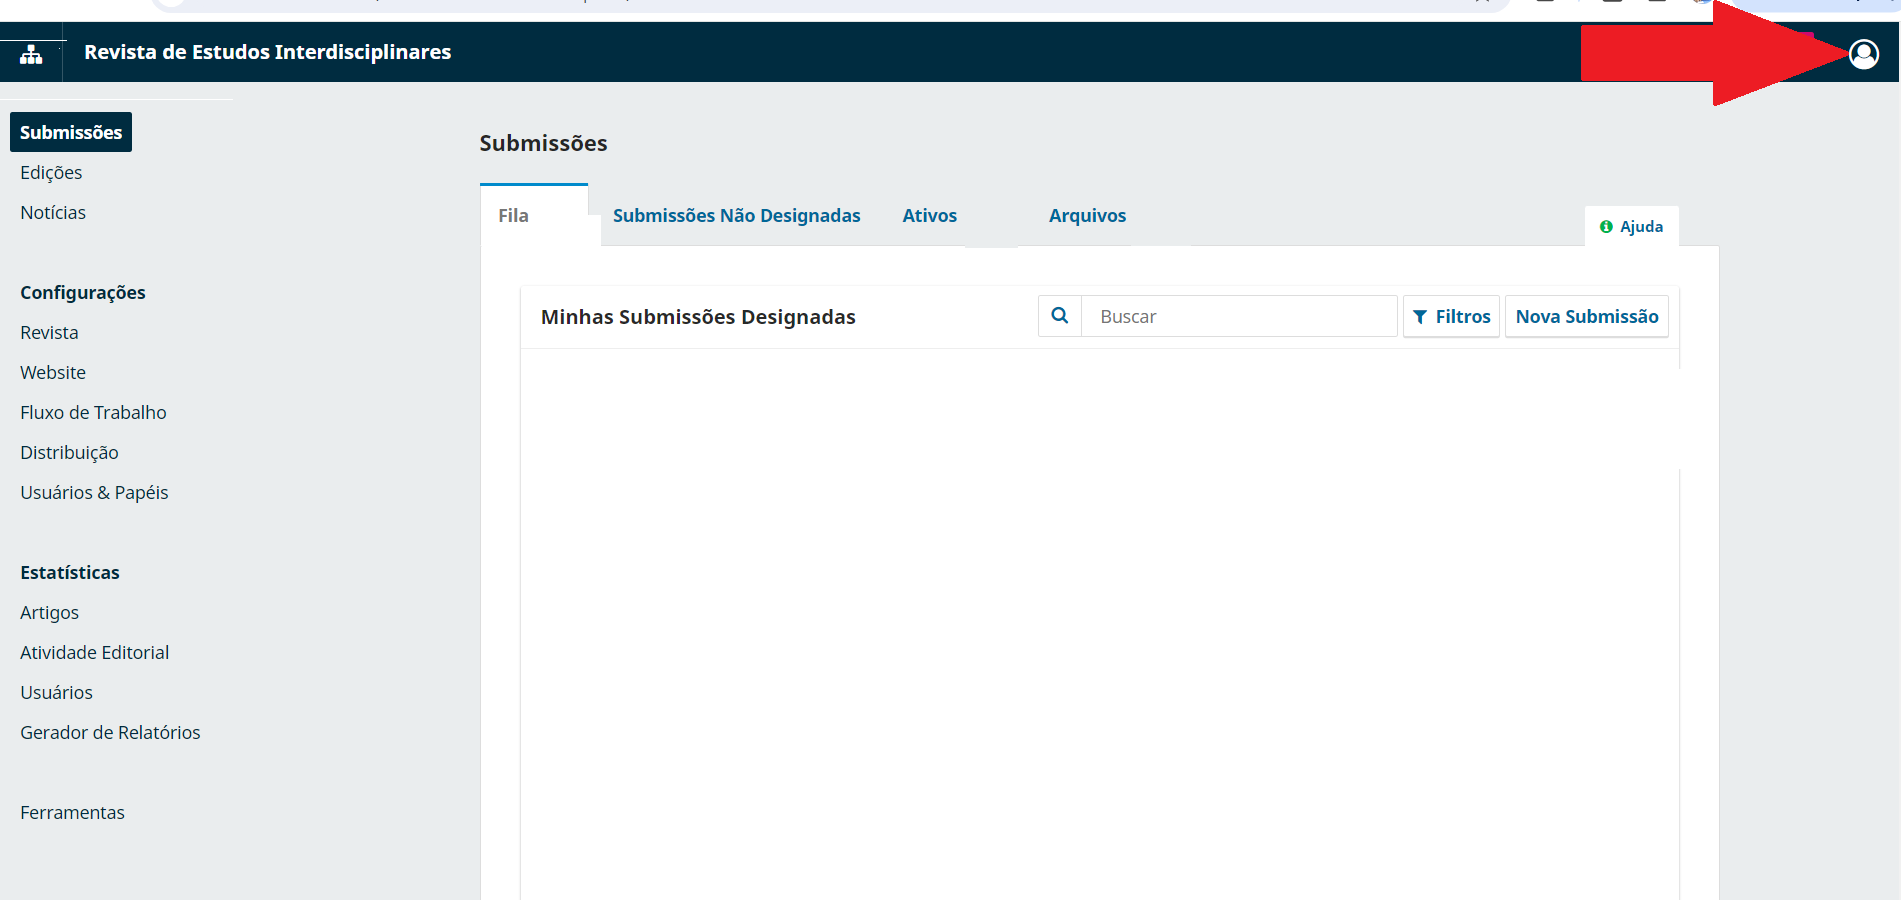 Revista de Estudos Interdisciplinares
Submissões
Edições
Notícias
Configurações
Revista
Website
Fluxo de Trabalho
Distribuição
Usuários & Papéis
Estatísticas
Artigos
Atividade Editorial
Usuários
Gerador de Relatórios
Ferramentas
Submissões
Fila Submissões Não Designadas Ativos Arquivos
Ajuda
Minhas Submissões Designadas Buscar Filtros Nova Submissão